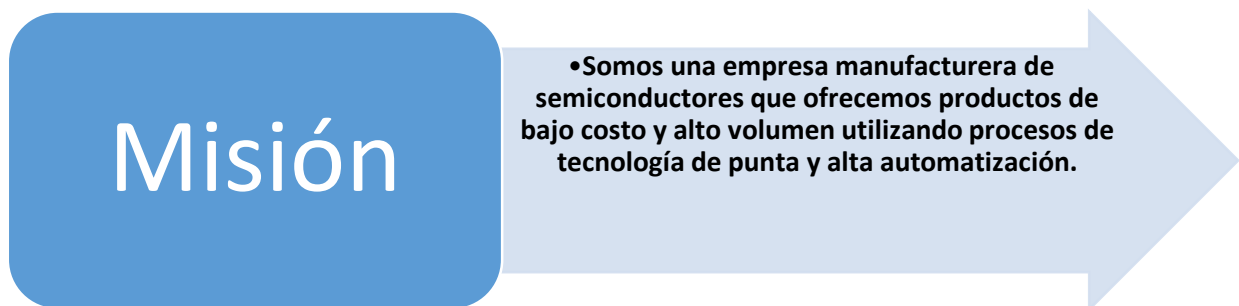 Misión
•Somos una empresa manufacturera de
semiconductores que ofrecemos productos de
bajo costo y alto volumen utilizando procesos de
tecnología de punta y alta automatización.